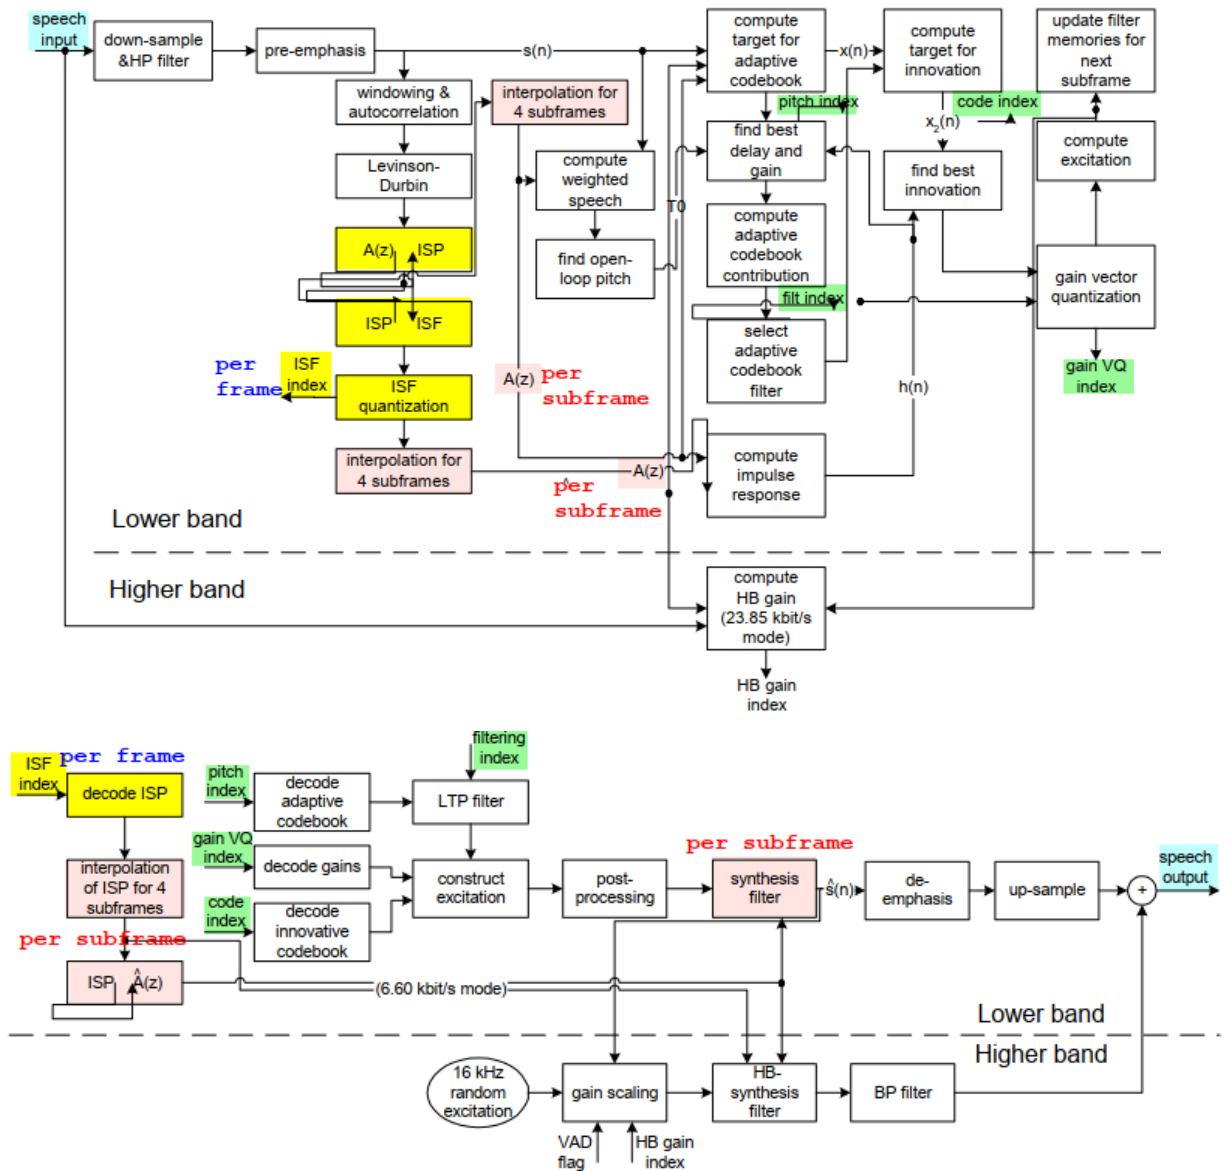 speech
input
down-sample
&HP filter
pre-emphasis
s(n)
windowing &
autocorrelation
Levinson-
Durbin
A(z) ISP
ISP ISF
per
frame
ISF
index
ISF
quantization
interpolation for
4 subframes
interpolation for
4 subframes
compute
weighted
speech
find open-
loop pitch
A(z)
per
subframe
Â(z)
per
subframe
T0
compute
target for
adaptive
codebook
x(n)
pitch index
find best
delay and
gain
compute
adaptive
codebook
contribution
filt index
select
adaptive
codebook
filter
compute
impulse
response
h(n)
compute
target for
innovation
code index
x2(n)
find best
innovation
update filter
memories for
next
subframe
compute
excitation
gain vector
quantization
gain VQ
index
Lower band
Higher band
compute
HB gain
(23.85 kbit/s
mode)
HB gain
index
ISF
index
per frame
decode ISP
interpolation
of ISP for 4
subframes
per subframe
ISP Â(z)
pitch
index
decode
adaptive
codebook
filtering
index
LTP filter
gain VQ
index
decode gains
code
index
decode
innovative
codebook
construct
excitation
post-
processing
per subframe
synthesis
filter
ŝ(n)
de-
emphasis
up-sample
+
speech
output
(6.60 kbit/s mode)
Lower band
Higher band
16 kHz
random
excitation
gain scaling
VAD
flag
HB gain
index
HB-
synthesis
filter
BP filter